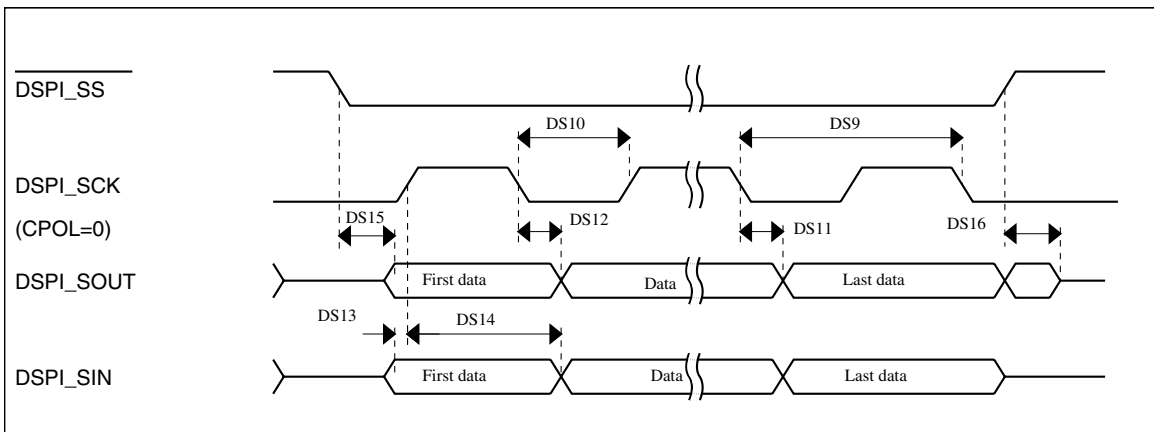 DSPI_SS
DS10
DS9
DSPI_SCK
(CPOL=0)
DS15
DS12
DS11
DS16
DSPI_SOUT
First data
Data
Last data
DS13
DS14
DSPI_SIN
First data
Data
Last data